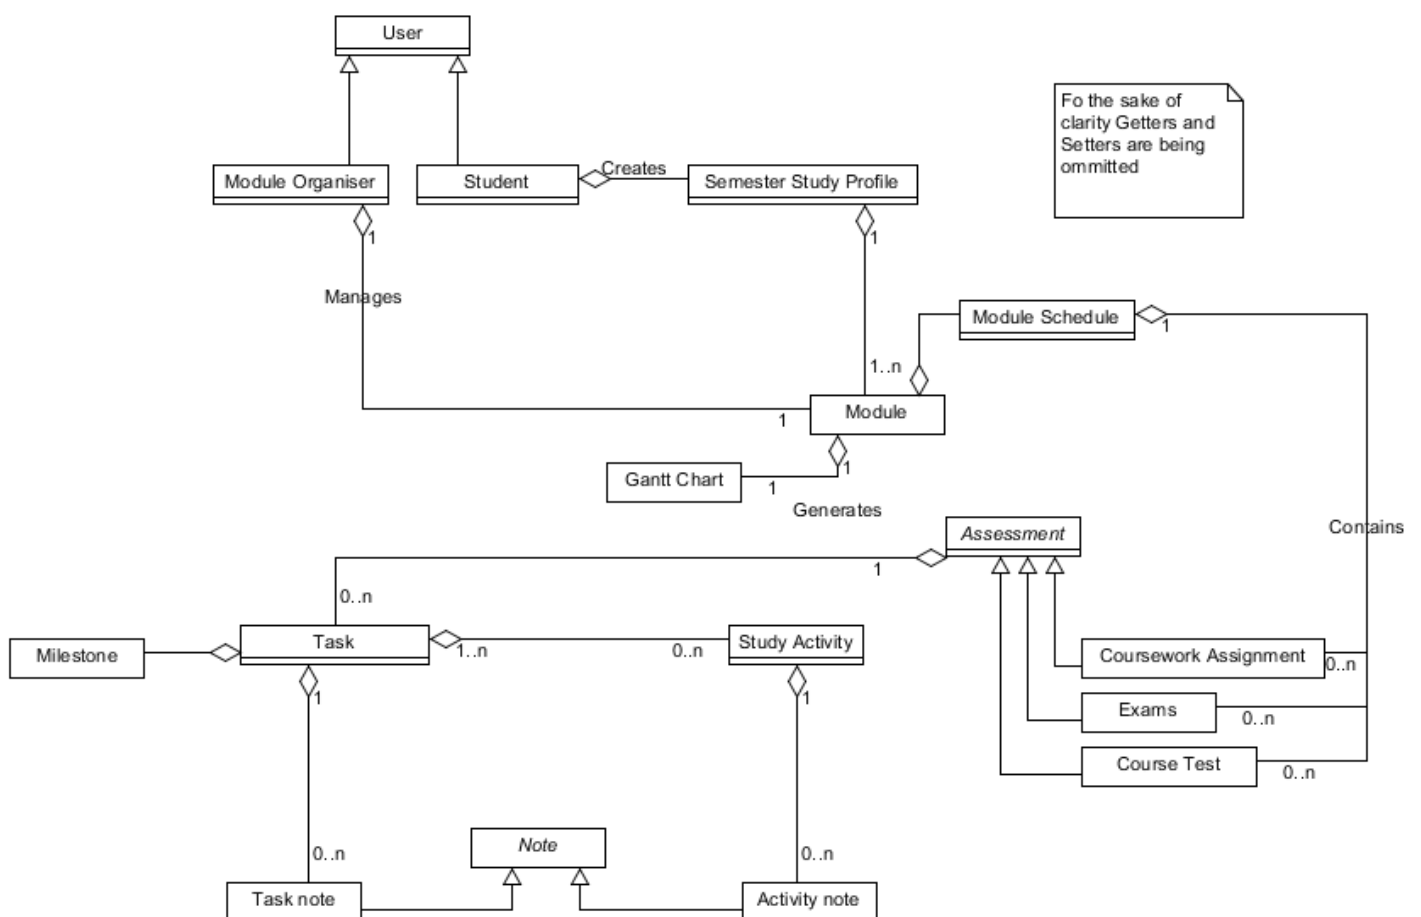 User
Fo the sake of
clarity Getters and
Setters are being
ommitted
Module Organiser
Student
Creates
Semester Study Profile
1
1
Manages
Module Schedule
1
1..n
Module
1
1
Gantt Chart
1
Generates
Assessment
Contains
1
0..n
Task
1..n
0..n
Study Activity
Milestone
Coursework Assignment
0..n
1
1
Exams
0..n
Course Test
0..n
Note
0..n
0..n
Task note
Activity note